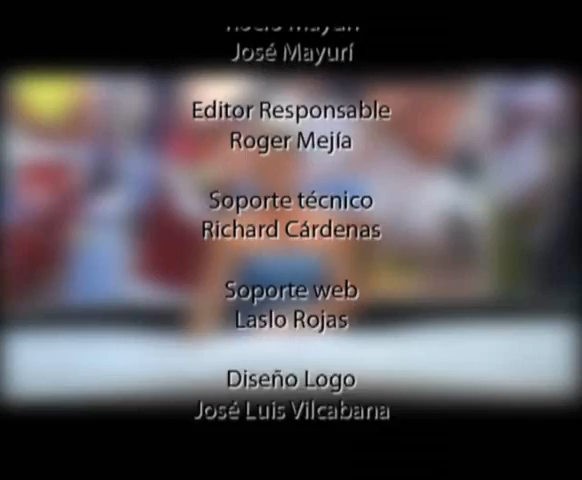 José Mayurí
Editor Responsable
Roger Mejía
Soporte técnico
Richard Cárdenas
Soporte web
Laslo Rojas
Diseño Logo
José Luis Vilcabana